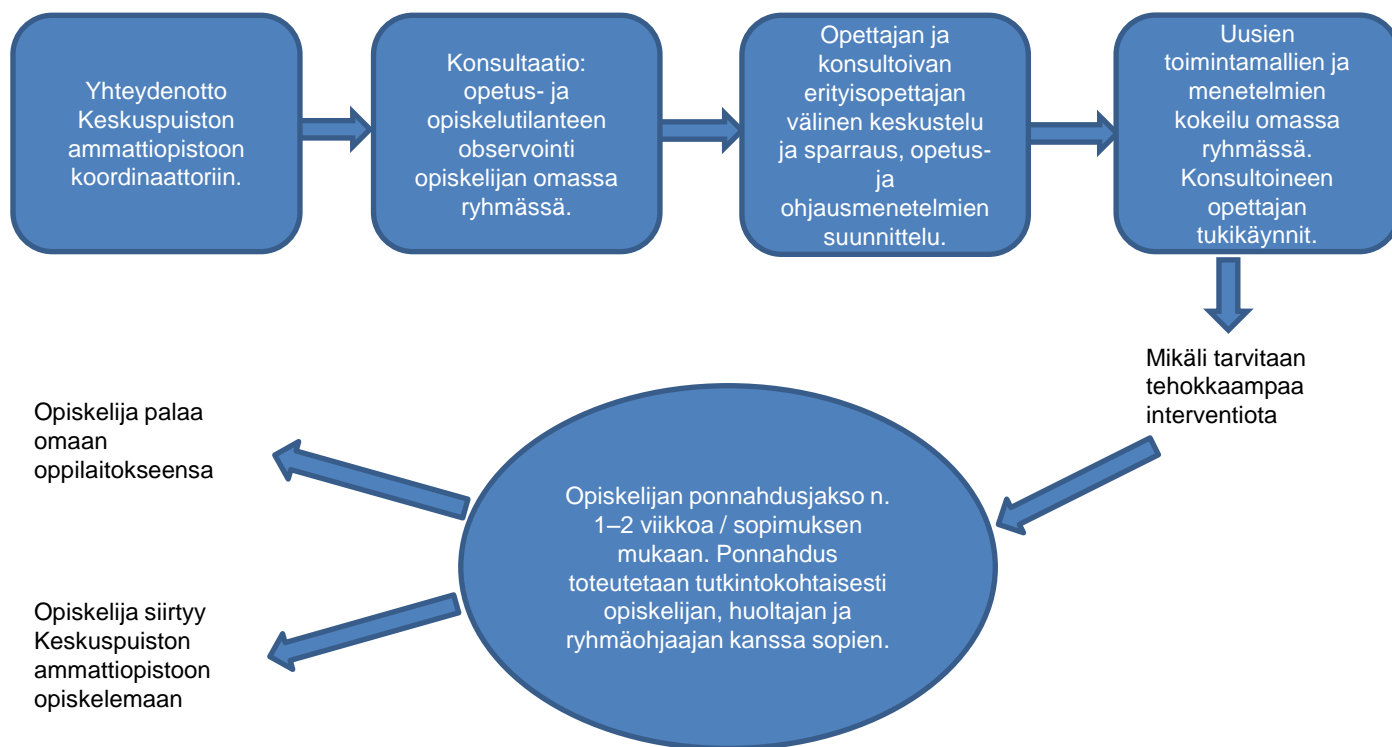 Yhteydenotto
Keskuspuiston
ammattiopistoon
koordinaattoriin.
Konsultaatio:
opetus- ja
opiskelutilanteen
observointi
opiskelijan omassa
ryhmässä.
Opettajan ja
konsultoivan
erityisopettajan
välinen keskustelu
ja sparraus, opetus-
ja
ohjausmenetelmien
suunnittelu.
Uusien
toimintamallien ja
menetelmien
kokeilu omassa
ryhmässä.
Konsultoineen
opettajan
tukikäynnit.
Mikäli tarvitaan
tehokkaampaa
interventiota
Opiskelijan ponnahdusjakso n.
1–2 viikkoa / sopimuksen
mukaan. Ponnahdus
toteutetaan tutkintokohtaisesti
opiskelijan, huoltajan ja
ryhmäohjaajan kanssa sopien.
Opiskelija palaa
omaan
oppilaitokseensa
Opiskelija siirtyy
Keskuspuiston
ammattiopistoon
opiskelemaan